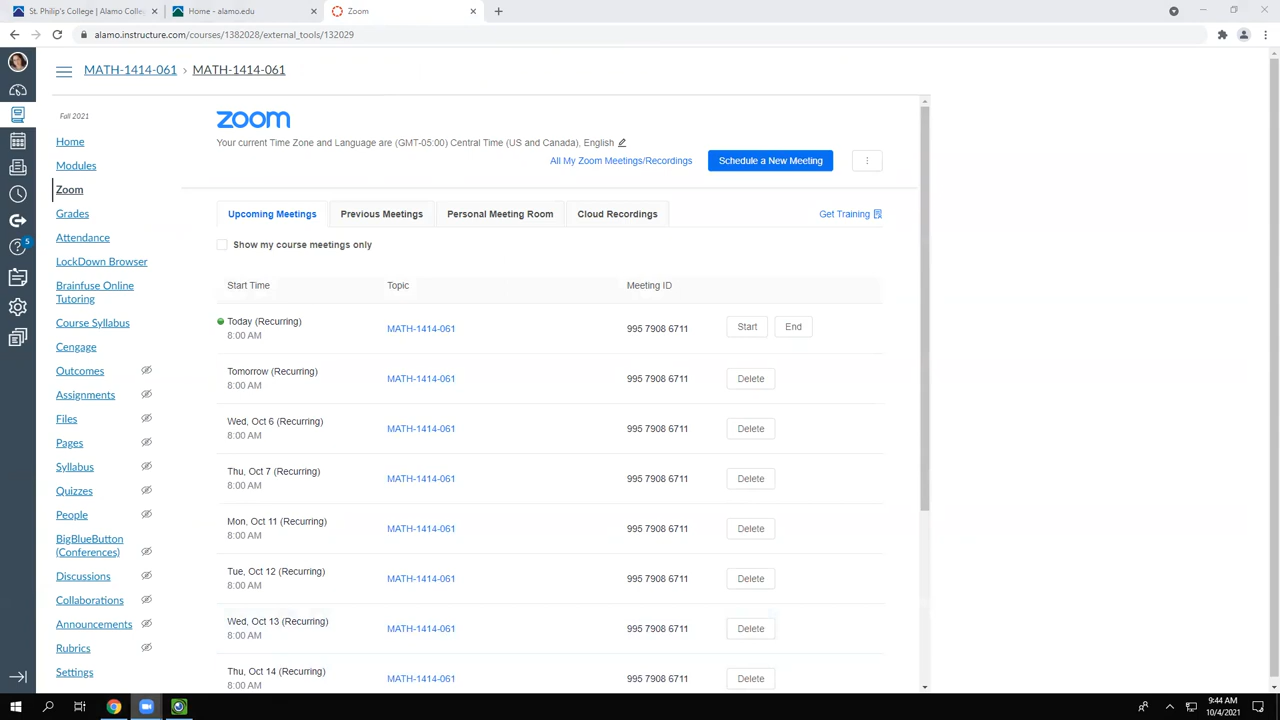 St. Philip's College | Alamo Colle
Home - alamo.edu
Zoom
alamo.instructure.com/courses/1382028/external_tools/132029
MATH-1414-061 › MATH-1414-061
Fall 2021
Home
Modules
Zoom
Grades
Attendance
LockDown Browser
Brainfuse Online
Tutoring
Course Syllabus
Cengage
Outcomes
Assignments
Files
Pages
Syllabus
Quizzes
People
BigBlueButton
(Conferences)
Discussions
Collaborations
Announcements
Rubrics
Settings
5
zoom
Your current Time Zone and Language are (GMT-05:00) Central Time (US and Canada), English
All My Zoom Meetings/Recordings
Schedule a New Meeting
Upcoming Meetings
Previous Meetings
Personal Meeting Room
Cloud Recordings
Get Training
Show my course meetings only
Start Time Topic Meeting ID
Today (Recurring)
8:00 AM
MATH-1414-061 995 7908 6711 Start End
Tomorrow (Recurring)
8:00 AM
MATH-1414-061 995 7908 6711 Delete
Wed, Oct 6 (Recurring)
8:00 AM
MATH-1414-061 995 7908 6711 Delete
Thu, Oct 7 (Recurring)
8:00 AM
MATH-1414-061 995 7908 6711 Delete
Mon, Oct 11 (Recurring)
8:00 AM
MATH-1414-061 995 7908 6711 Delete
Tue, Oct 12 (Recurring)
8:00 AM
MATH-1414-061 995 7908 6711 Delete
Wed, Oct 13 (Recurring)
8:00 AM
MATH-1414-061 995 7908 6711 Delete
Thu, Oct 14 (Recurring)
8:00 AM
MATH-1414-061 995 7908 6711 Delete
9:44 AM
10/4/2021